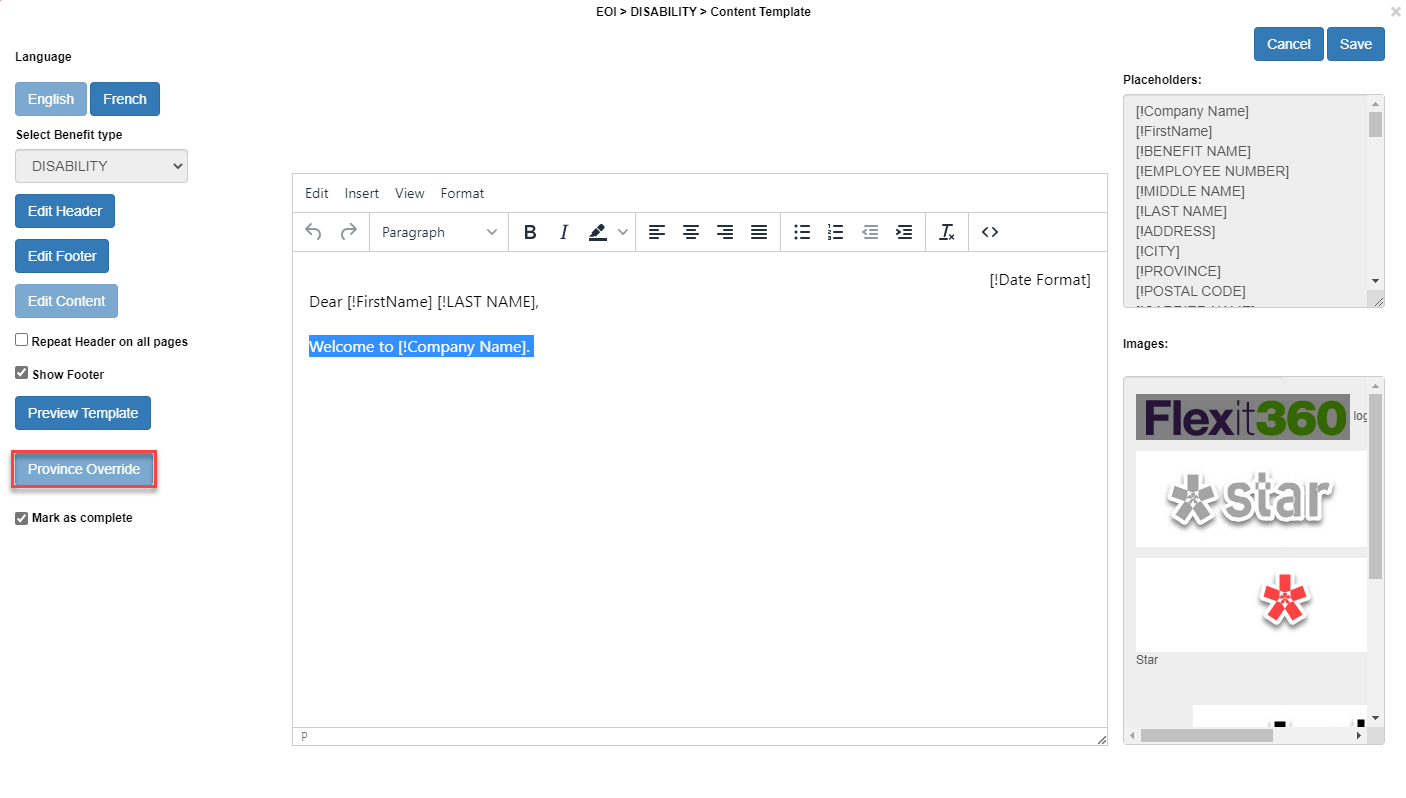 EOI > DISABILITY > Content Template
×
Cancel
Save
Language
English
French
Select Benefit type
DISABILITY
Edit Header
Edit Footer
Edit Content
Repeat Header on all pages
Show Footer
Preview Template
Province Override
Mark as complete
Edit Insert View Format
Paragraph
B I
[!Date Format]
Dear [!FirstName] [!LAST NAME],
Welcome to [!Company Name].
P
Placeholders:
[!Company Name]
[!FirstName]
[!BENEFIT NAME]
[!EMPLOYEE NUMBER]
[!MIDDLE NAME]
[!LAST NAME]
[!ADDRESS]
[!CITY]
[!PROVINCE]
[!POSTAL CODE]
Images:
Flexit360
star
Star